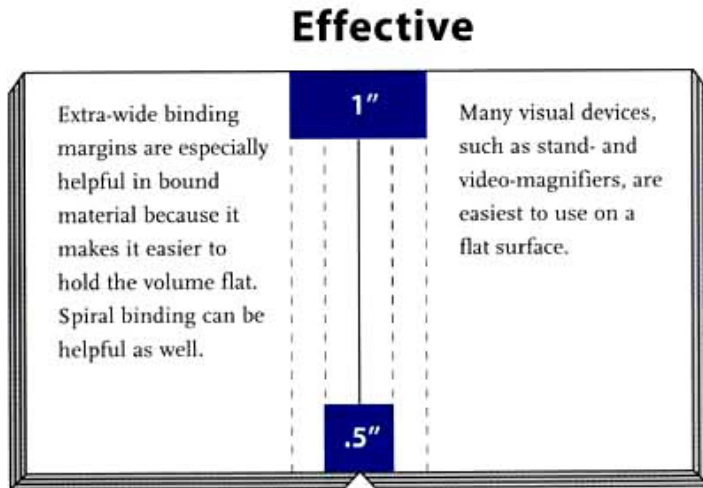 Effective
1"
Extra-wide binding
margins are especially
helpful in bound
material because it
makes it easier to
hold the volume flat.
Spiral binding can be
helpful as well.
Many visual devices,
such as stand- and
video-magnifiers, are
easiest to use on a
flat surface.
.5"